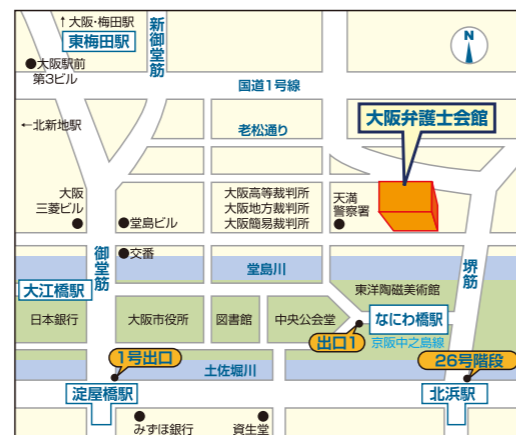 ↑大阪・梅田駅
東梅田駅
新御堂筋
N
●大阪駅前
第3ビル
国道1号線
←北新地駅
老松通り
大阪弁護士会館
大阪
三菱ビル
●堂島ビル
大阪高等裁判所
大阪地方裁判所
大阪簡易裁判所
天満
警察署
御堂筋
●交番
堂島川
堺筋
大江橋駅
東洋陶磁美術館
日本銀行
大阪市役所
図書館
中央公会堂
なにわ橋駅
出口1
京阪中之島線
1号出口
土佐堀川
26号階段
淀屋橋駅
北浜駅
みずほ銀行
資生堂